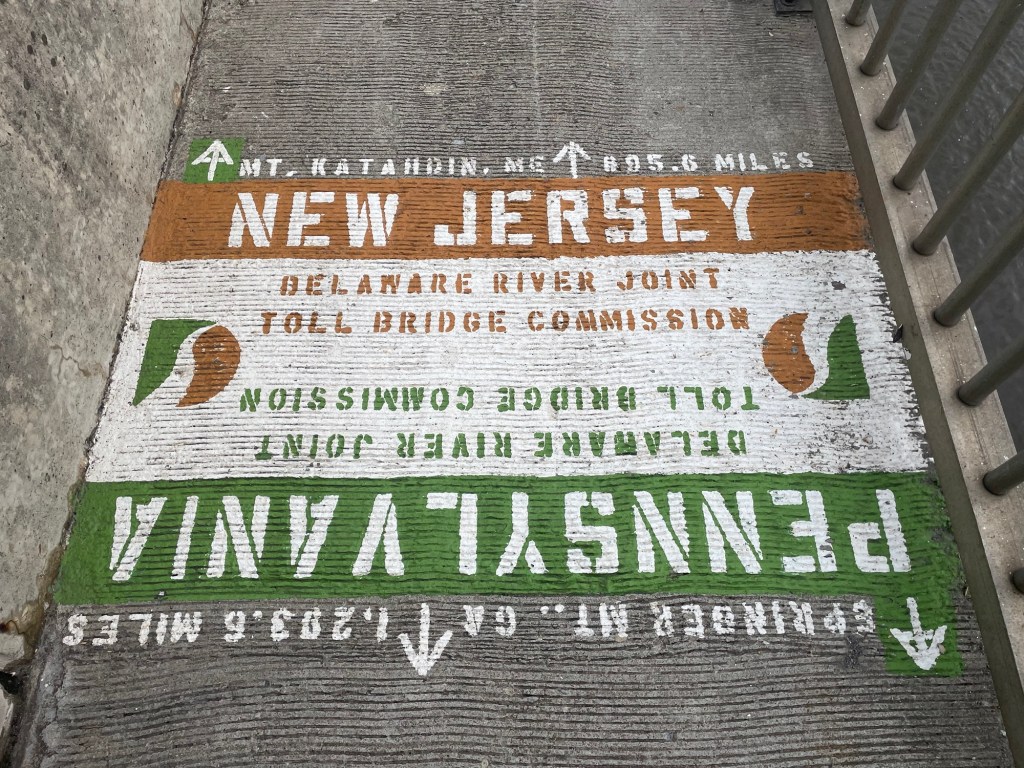 MT. KATAHDIN, ME ↑ 895.6 MILES
NEW JERSEY
DELAWARE RIVER JOINT
TOLL BRIDGE COMMISSION
SPRINGER MT., GA ↑ 1,293.6 MILES
PENNSYLVANIA
DELAWARE RIVER JOINT
TOLL BRIDGE COMMISSION